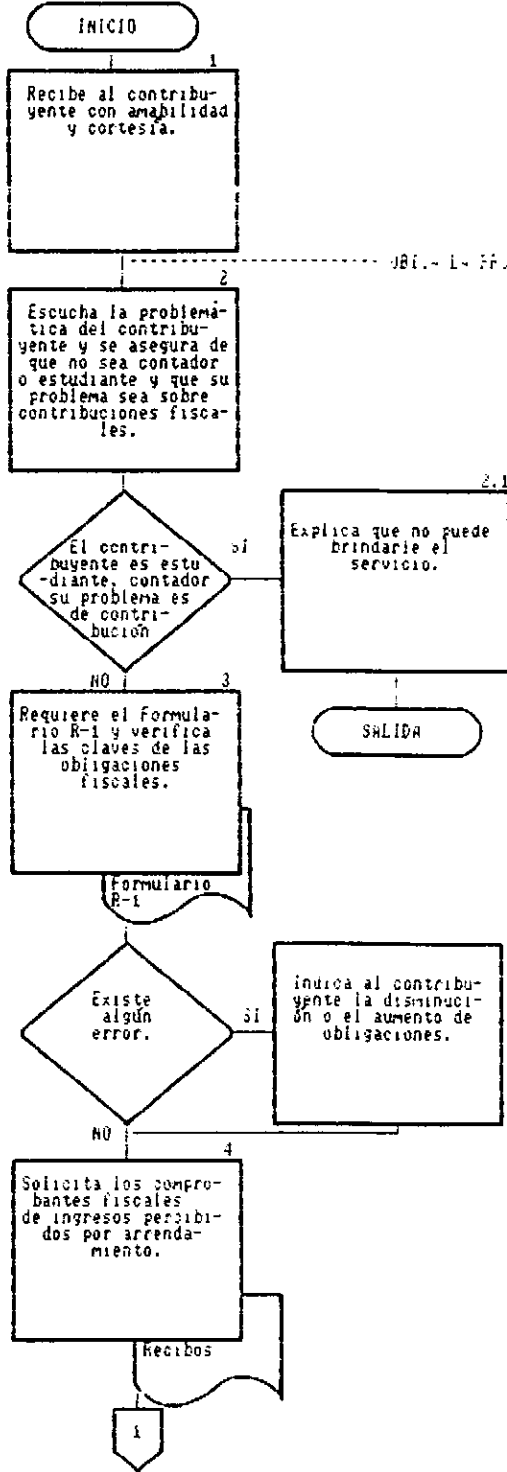 INICIO
1
Recibe al contribu-
yente con amabilidad
y cortesía.
2
Escucha la problemá-
tica del contribu-
yente y se asegura de
que no sea contador
o estudiante y que su
problema sea sobre
contribuciones fisca-
les.
El contri-
buyente es estu
-diante, contador
su problema es
de contri-
bución
SI
2.1
Explica que no puede
brindarle el
servicio.
SALIDA
NO
3
Requiere el Formula-
rio R-1 y verifica
las claves de las
obligaciones
fiscales.
Formulario
R-1
Existe
algún
error.
SI
indica al contribu-
yente la disminuci-
ón o el aumento de
obligaciones.
NO
4
Solicita los compro-
bantes fiscales
de ingresos percibi-
dos por arrenda-
miento.
Recibos
1